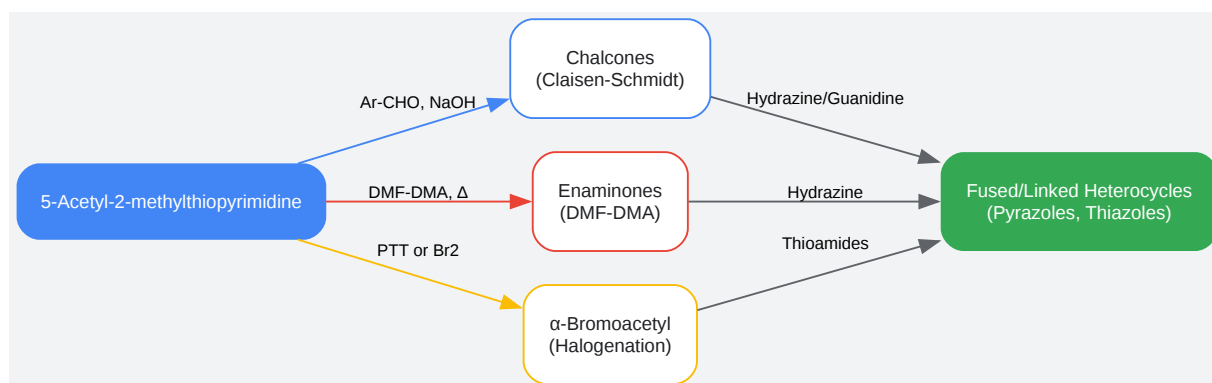 Chalcones
(Claisen-Schmidt)
Ar-CHO, NaOH
Hydrazine/Guanidine
5-Acetyl-2-methylthiopyrimidine
DMF-DMA, Δ
Enaminones
(DMF-DMA)
Hydrazine
Fused/Linked Heterocycles
(Pyrazoles, Thiazoles)
PTT or Br2
Thioamides
α-Bromoacetyl
(Halogenation)